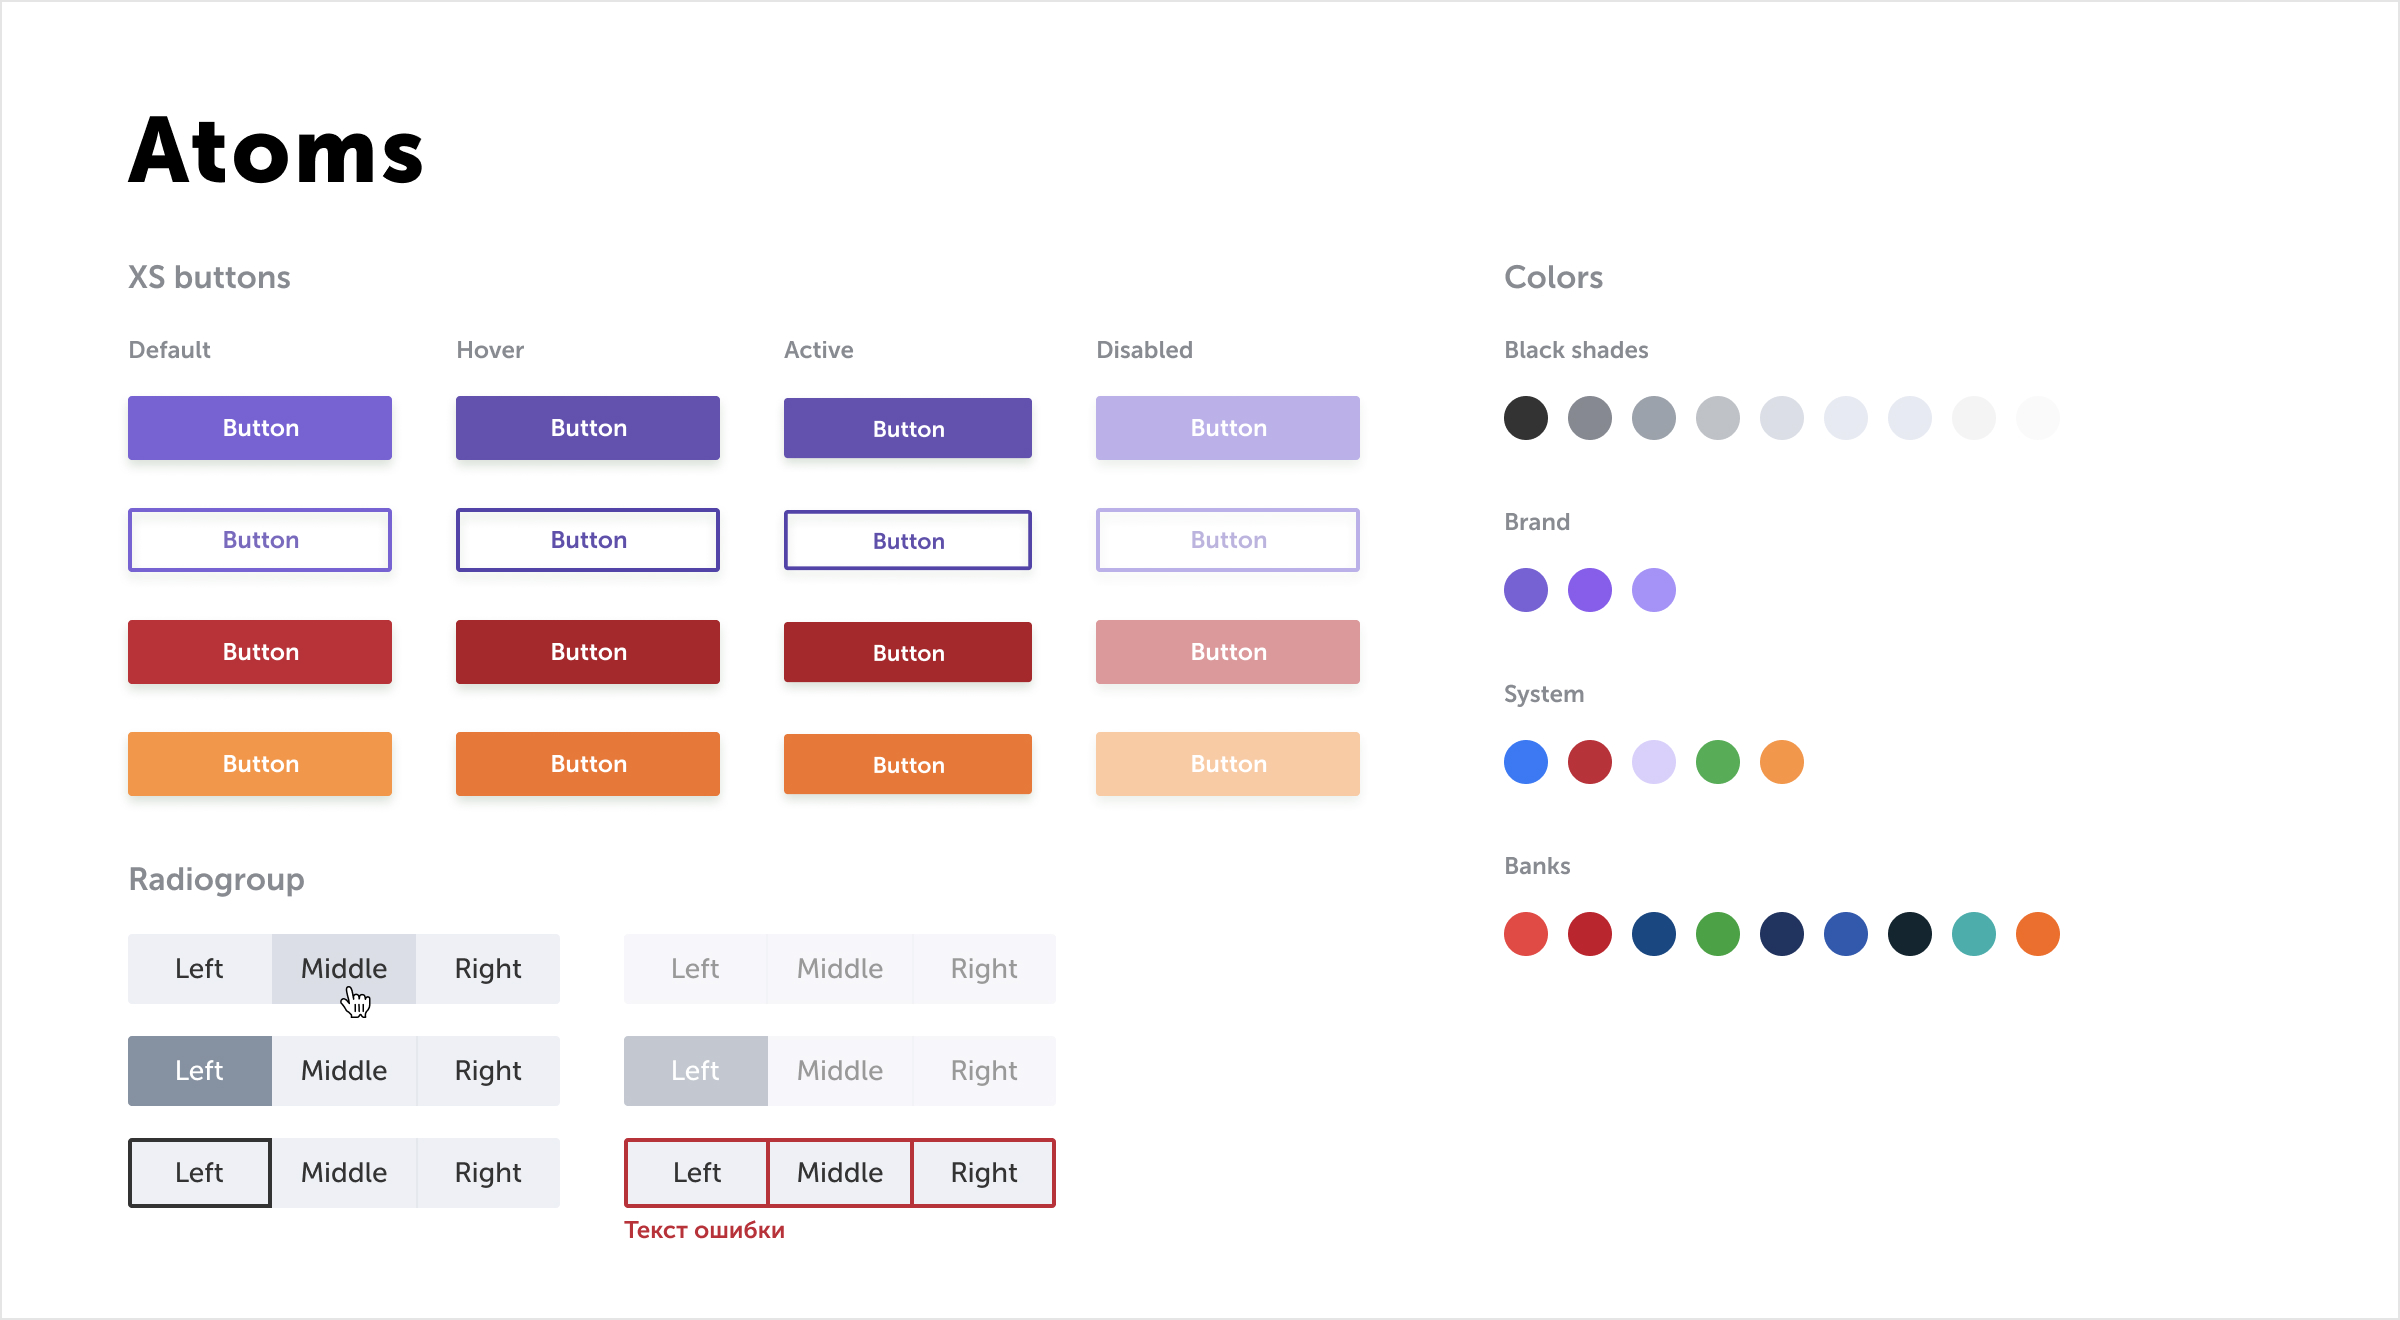 Atoms
XS buttons
Default Hover Active Disabled
Button Button Button Button
Button Button Button Button
Button Button Button Button
Button Button Button Button
Radiogroup
Left Middle Right Left Middle Right
Left Middle Right Left Middle Right
Left Middle Right Left Middle Right
Текст ошибки
Colors
Black shades
Brand
System
Banks